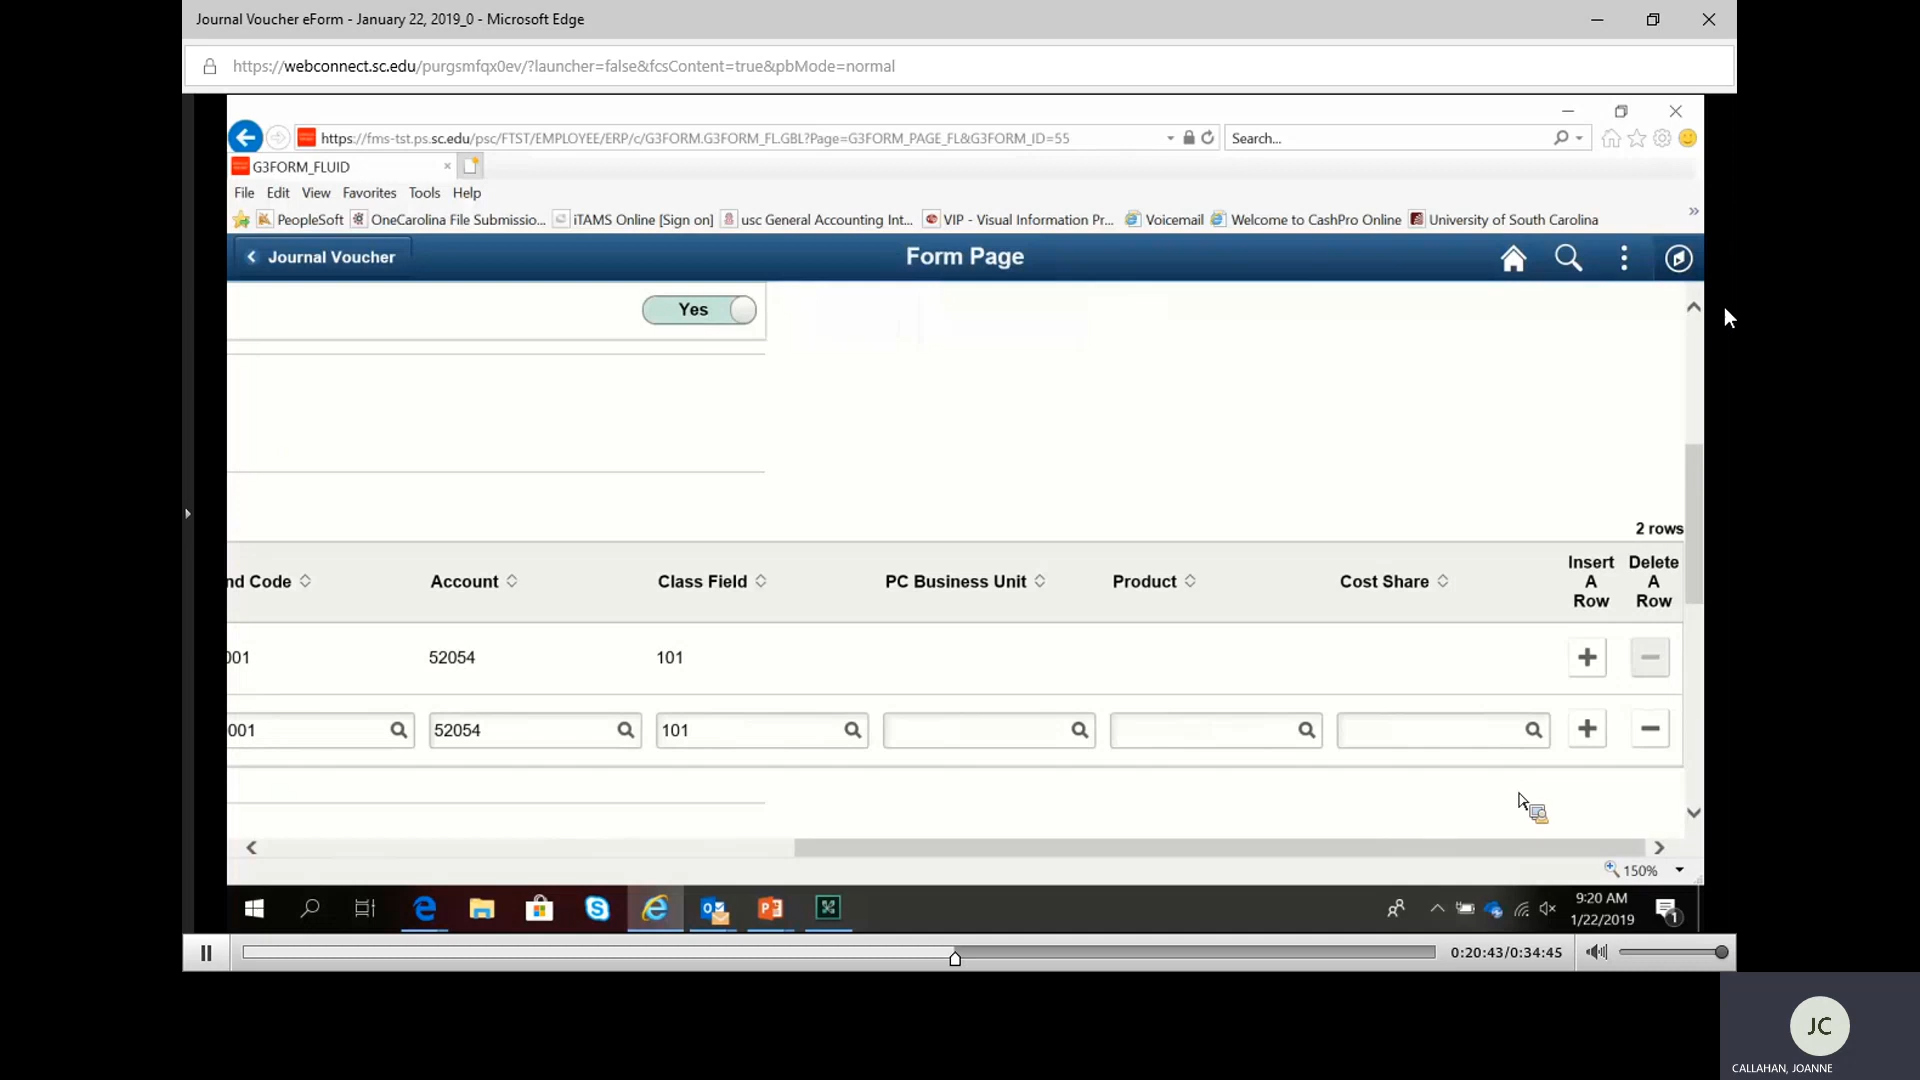 Journal Voucher eForm - January 22, 2019_0 - Microsoft Edge
https://webconnect.sc.edu/purgsmfqx0ev/?launcher=false&fcsContent=true&pbMode=normal
https://fms-tst.ps.sc.edu/psc/FTST/EMPLOYEE/ERP/c/G3FORM.G3FORM_FL.GBL?Page=G3FORM_PAGE_FL&G3FORM_ID=55
Search...
G3FORM_FLUID
File Edit View Favorites Tools Help
PeopleSoft OneCarolina File Submissio... iTAMS Online [Sign on] usc General Accounting Int... VIP - Visual Information Pr... Voicemail Welcome to CashPro Online University of South Carolina
Journal Voucher
Form Page
Yes
2 rows
nd Code Account Class Field PC Business Unit Product Cost Share Insert A Row Delete A Row
001 52054 101
001 52054 101
150%
9:20 AM
1/22/2019
1
0:20:43/0:34:45
JC
CALLAHAN, JOANNE